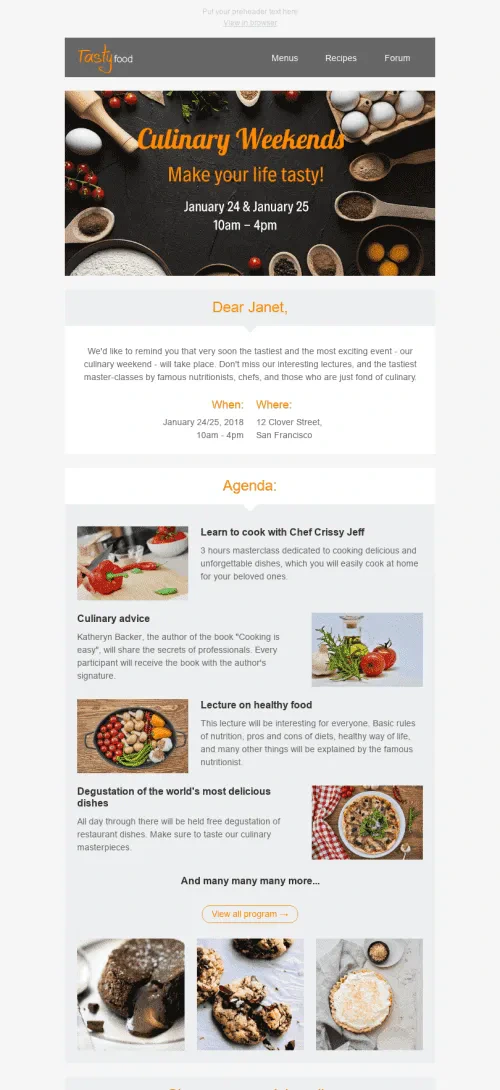 Put your preheader text here
View in browser
Tasty food
Menus Recipes Forum
Culinary Weekends
Make your life tasty!
January 24 & January 25
10am – 4pm
Dear Janet,
We'd like to remind you that very soon the tastiest and the most exciting event - our
culinary weekend - will take place. Don't miss our interesting lectures, and the tastiest
master-classes by famous nutritionists, chefs, and those who are just fond of culinary.
When:
January 24/25, 2018
10am - 4pm
Where:
12 Clover Street,
San Francisco
Agenda:
Learn to cook with Chef Crissy Jeff
3 hours masterclass dedicated to cooking delicious and
unforgettable dishes, which you will easily cook at home
for your beloved ones.
Culinary advice
Katheryn Backer, the author of the book "Cooking is
easy", will share the secrets of professionals. Every
participant will receive the book with the author's
signature.
Lecture on healthy food
This lecture will be interesting for everyone. Basic rules
of nutrition, pros and cons of diets, healthy way of life,
and many other things will be explained by the famous
nutritionist.
Degustation of the world's most delicious
dishes
All day through there will be held free degustation of
restaurant dishes. Make sure to taste our culinary
masterpieces.
And many many many more...
View all program →